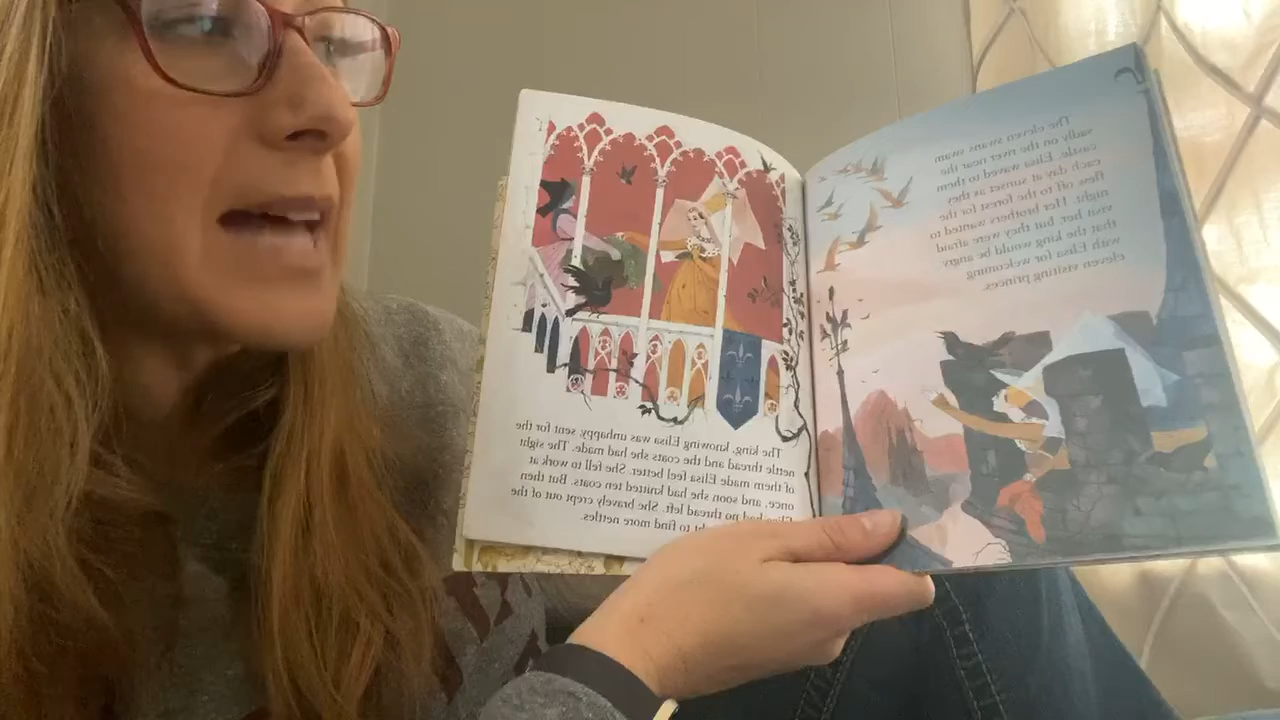 The eleven swans swam
sadly on the river near the
castle. Elisa waved to them
each day at sunset as they
flew off to the forest for the
night. Her brothers wanted to
visit her, but they were afraid
that the king would be angry
with Elisa for welcoming
eleven visiting princes.
The king, knowing Elisa was unhappy, sent for the
nettle thread and the coats she had made. The sight
of them made Elisa feel better. She fell to work at
once, and soon she had knitted ten coats. But then
Elisa had no thread left. She bravely crept out of the
to find more nettles.